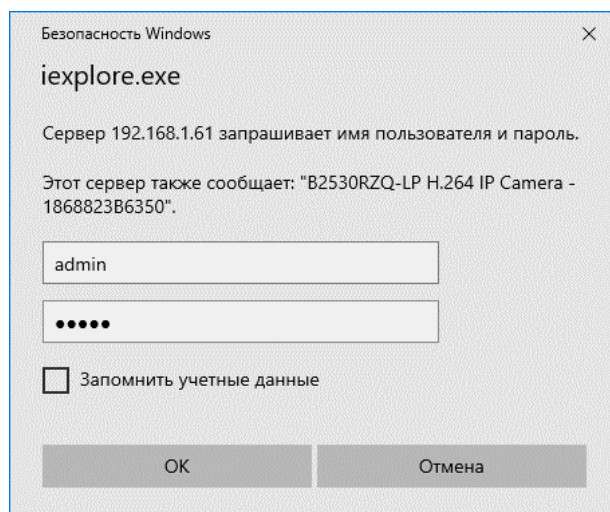 Безопасность Windows
iexplore.exe
Сервер 192.168.1.61 запрашивает имя пользователя и пароль.
Этот сервер также сообщает: "B2530RZQ-LP H.264 IP Camera -
1868823B6350".
admin
●●●●●
Запомнить учетные данные
ОК
Отмена